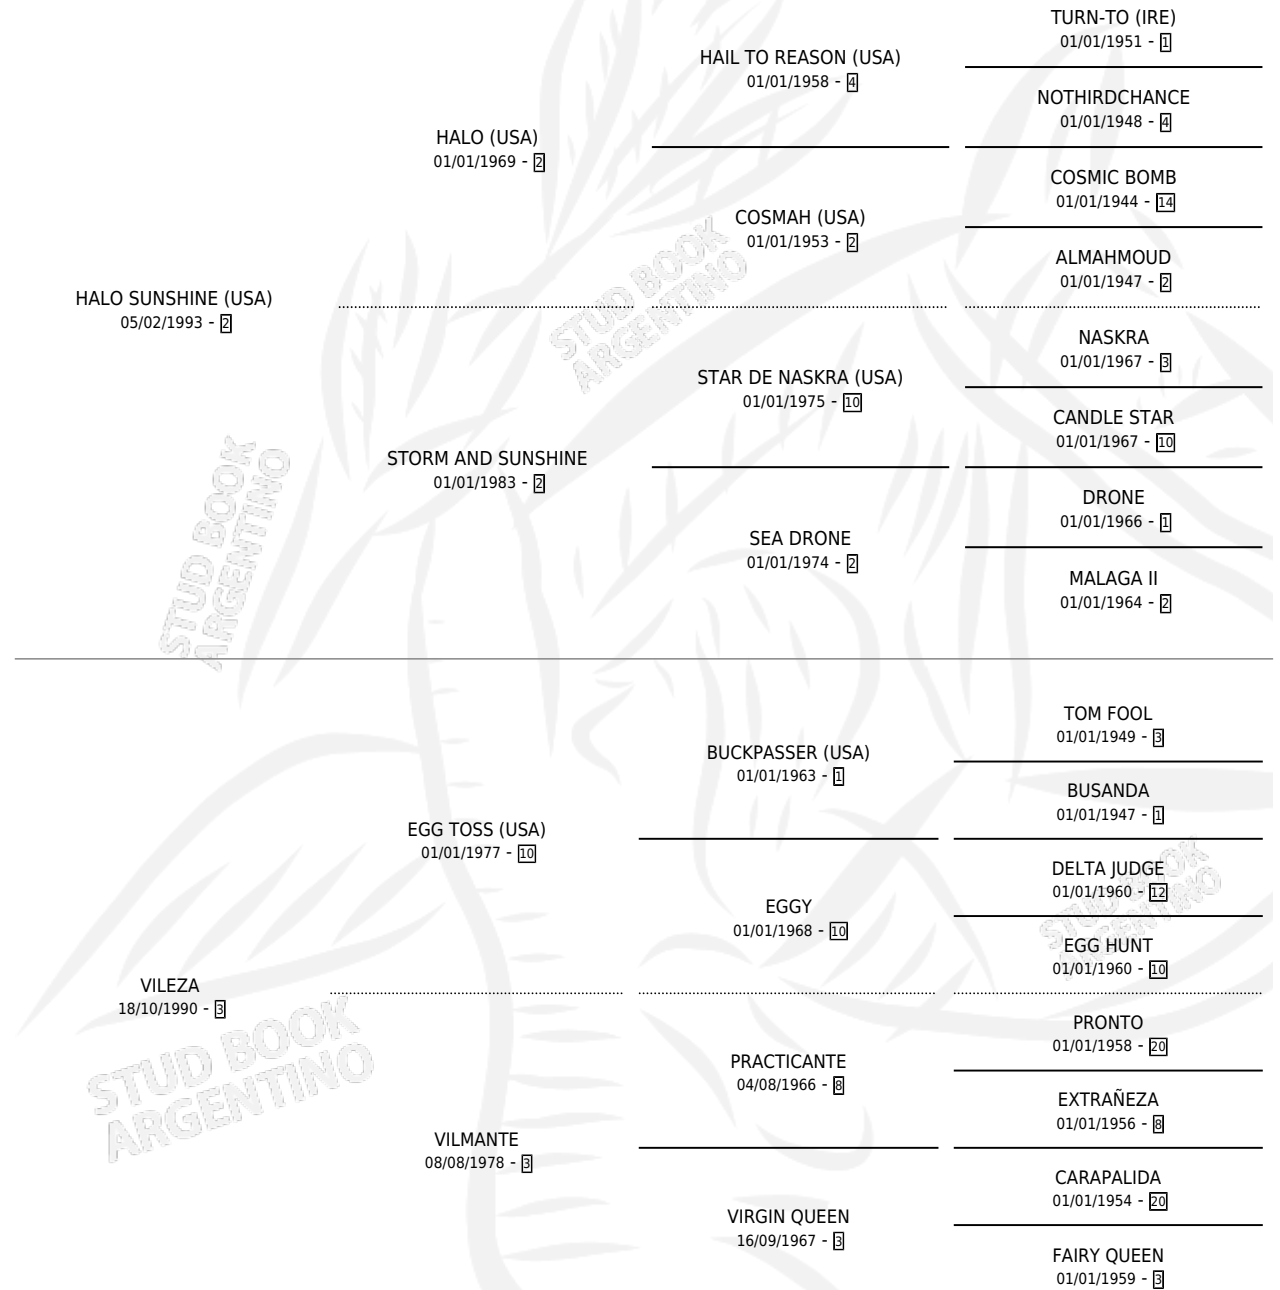 TURN-TO (IRE)
01/01/1951 - 1
HAIL TO REASON (USA)
01/01/1958 - 4
NOTHIRDCHANCE
01/01/1948 - 4
HALO (USA)
01/01/1969 - 2
COSMIC BOMB
01/01/1944 - 14
COSMAH (USA)
01/01/1953 - 2
ALMAHMOUD
01/01/1947 - 2
HALO SUNSHINE (USA)
05/02/1993 - 2
NASKRA
01/01/1967 - 3
STAR DE NASKRA (USA)
01/01/1975 - 10
CANDLE STAR
01/01/1967 - 10
STORM AND SUNSHINE
01/01/1983 - 2
DRONE
01/01/1966 - 1
SEA DRONE
01/01/1974 - 2
MALAGA II
01/01/1964 - 2
TOM FOOL
01/01/1949 - 3
BUCKPASSER (USA)
01/01/1963 - 1
BUSANDA
01/01/1947 - 1
EGG TOSS (USA)
01/01/1977 - 10
DELTA JUDGE
01/01/1960 - 12
EGGY
01/01/1968 - 10
EGG HUNT
01/01/1960 - 10
VILEZA
18/10/1990 - 3
PRONTO
01/01/1958 - 20
PRACTICANTE
04/08/1966 - 8
EXTRAÑEZA
01/01/1956 - 8
VILMANTE
08/08/1978 - 3
CARAPALIDA
01/01/1954 - 20
VIRGIN QUEEN
16/09/1967 - 3
FAIRY QUEEN
01/01/1959 - 3
STUD BOOK
ARGENTINO
STUD BOOK
ARGENTINO
STUD BOOK
ARGENTINO
STUD BOOK
ARGENTINO